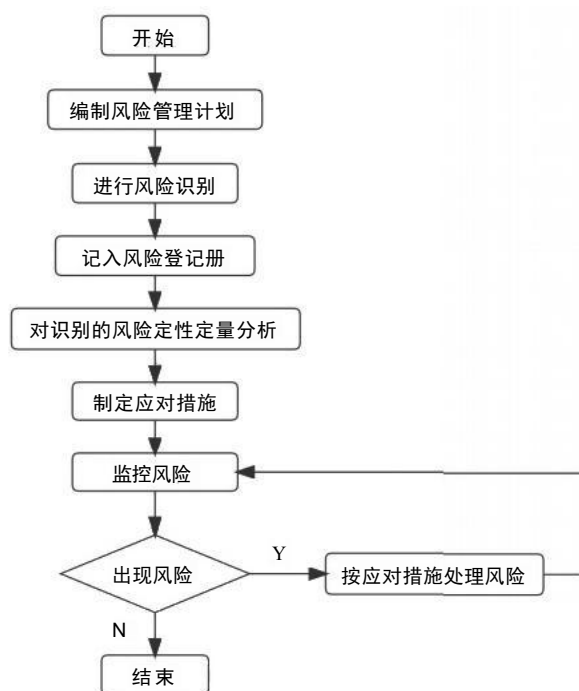 开始
编制风险管理计划
进行风险识别
记入风险登记册
对识别的风险定性定量分析
制定应对措施
监控风险
出现风险
Y
按应对措施处理风险
N
结束